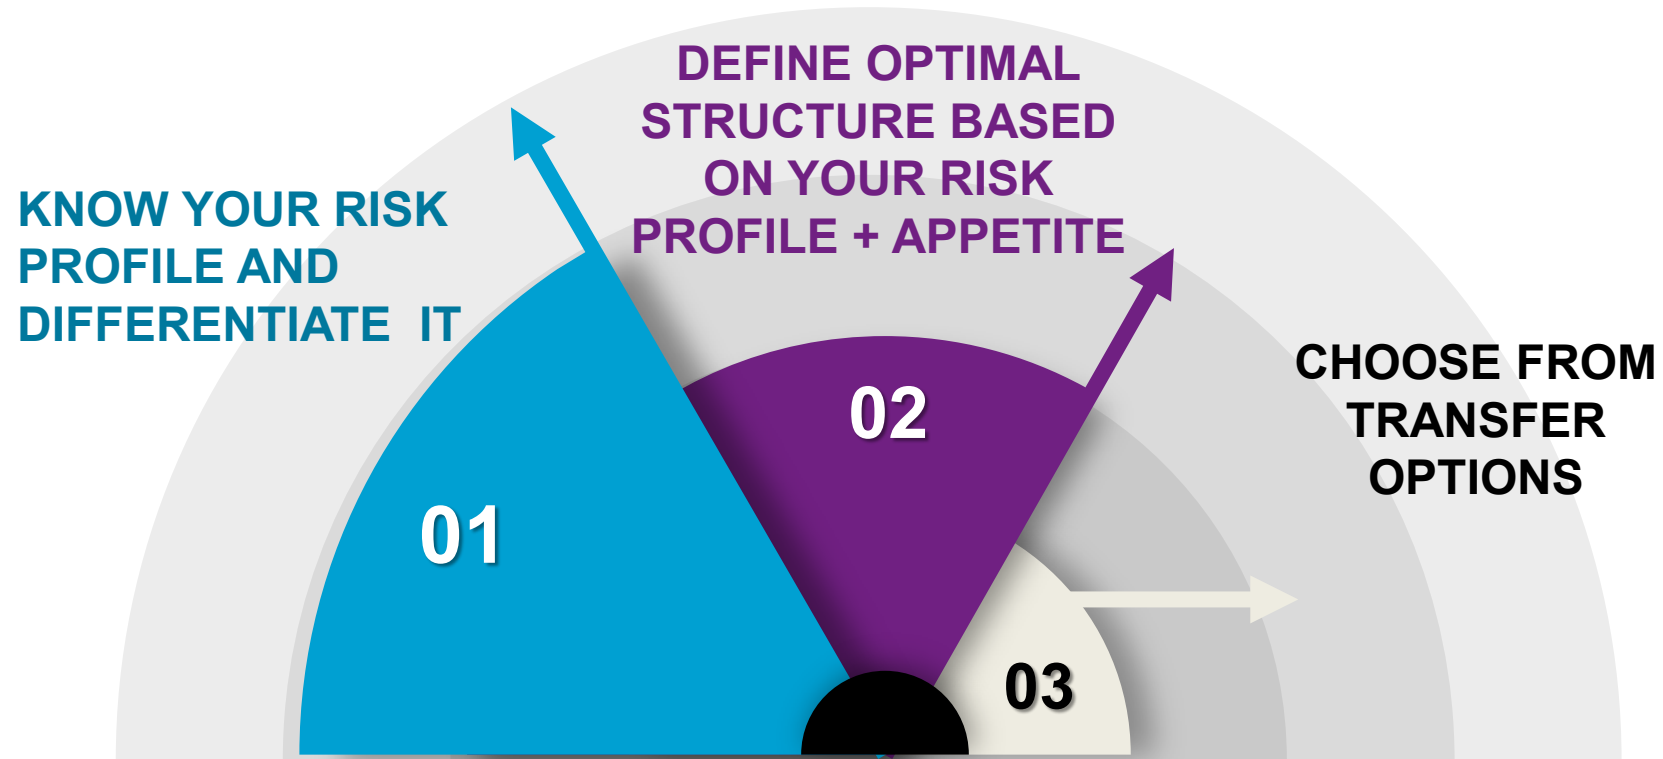 KNOW YOUR RISK
PROFILE AND
DIFFERENTIATE  IT
01
DEFINE OPTIMAL
STRUCTURE BASED
ON YOUR RISK
PROFILE + APPETITE
02
CHOOSE FROM
TRANSFER
OPTIONS
03